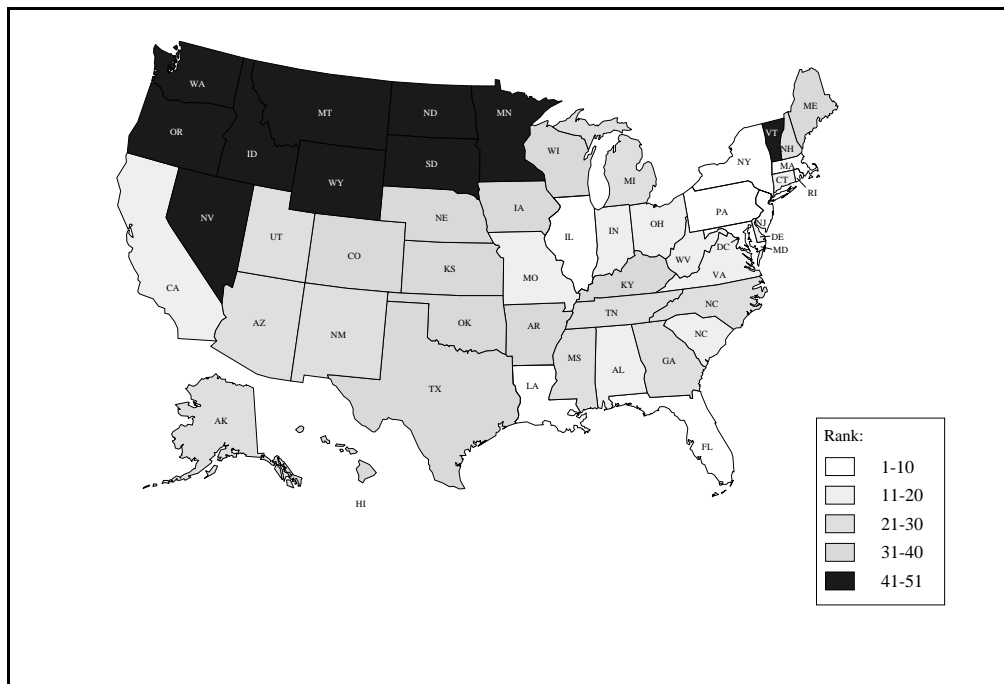 WA
MT
ND
MN
ME
OR
VT
ID
WI
NH
SD
NY
MA
WY
MI
CT
RI
IA
PA
NV
NE
NJ
OH
IL
IN
UT
DE
CO
DC
MD
WV
KS
MO
VA
CA
KY
NC
TN
AZ
OK
AR
NM
NC
MS
GA
AL
TX
LA
AK
FL
HI
Rank:
1-10
11-20
21-30
31-40
41-51